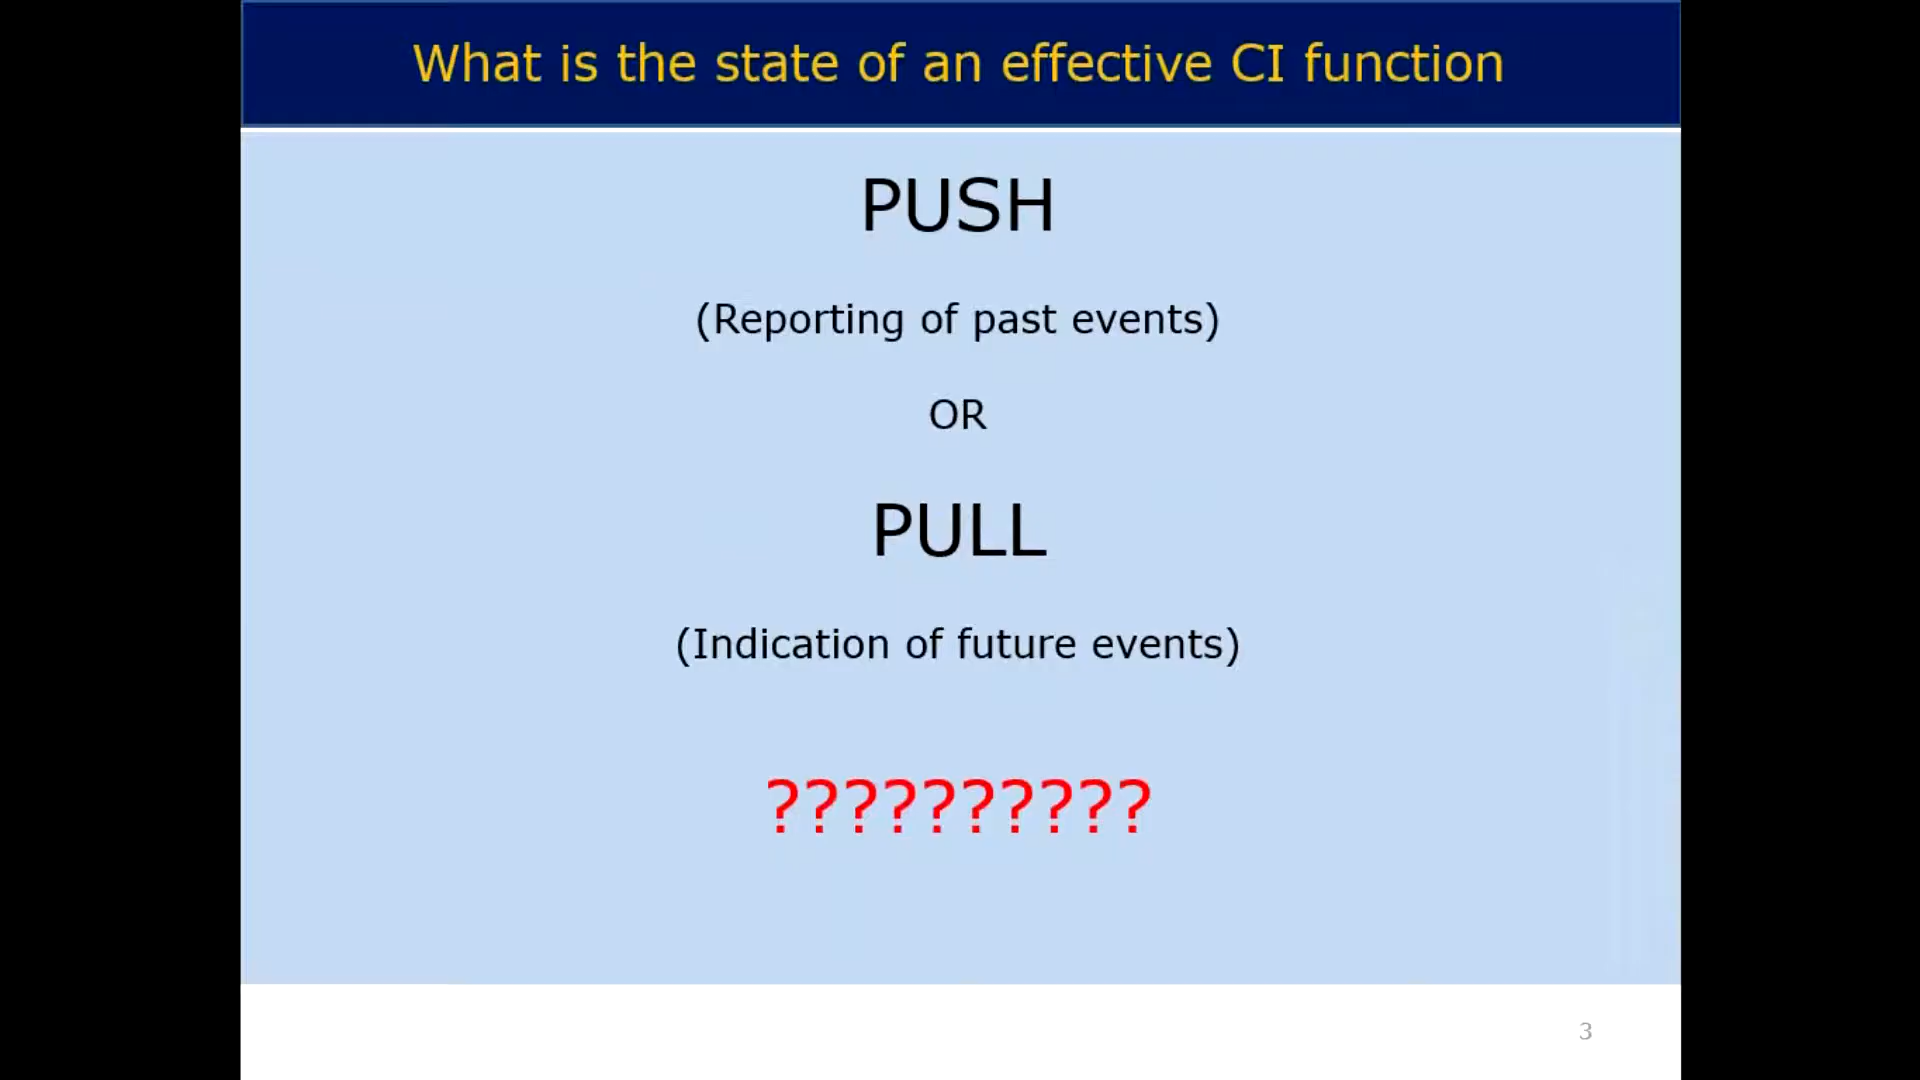 What is the state of an effective CI function
PUSH
(Reporting of past events)
OR
PULL
(Indication of future events)
??????????
3